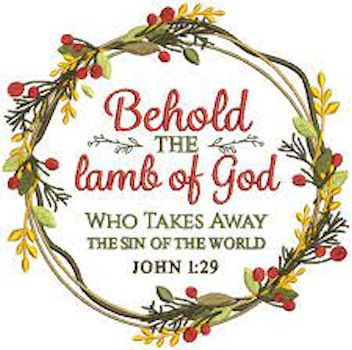 Behold
THE
lamb of God
WHO TAKES AWAY
THE SIN OF THE WORLD
JOHN 1:29